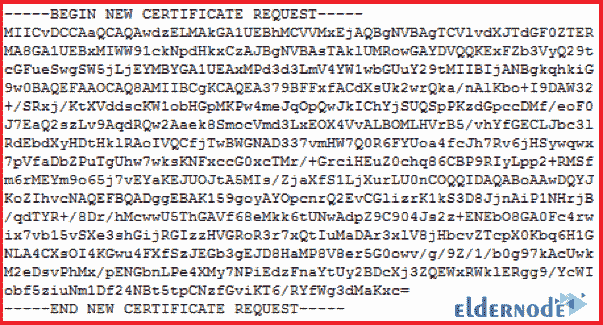 -----BEGIN NEW CERTIFICATE REQUEST-----
MIICvDCCAaQCAQAwdzELMAkGA1UEBhMCVVMxEjAQBgNVBAgTCVlvdXJTdGF0ZTER
MA8GA1UEBxMIWW91ckNpdHkxCzAJBgNVBAsTAklUMRowGAYDVQQKExFZb3VyQ29t
cGFueSwgSW5jLjEYMBYGA1UEAxMPd3d3LmV4YW1wbGUuY29tMIIBIjANBgkqhkiG
9w0BAQEFAAOCAQ8AMIIBCgKCAQEA379BFFxfACdXsUk2wrQka/nAlKbo+I9DAW32
+/SRxj/KtXVddscKW1obHGpMKPw4meJqOpQwJkIChYjSUQSpPKzdGpccDMf/eoF0
J7EaQ2szLv9AqdRQw2Aaek8SmocVmd3LxEOX4VvALBOMLHVrB5/vhYfGECLJbc3l
RdEbdXyHDtHklRAoIVQCfjTwBWGNAD337vmHW7Q0R6FYUoa4fcJh7Rv6jHSywqwx
7pVfaDbZPuIgUhw7wksKNFxccG0xcTMr/+GrciHEuZ0chq86CBP9RIyLpp2+RMSf
m6rMEYm9o65j7vEYaKEJUOJtA5MIs/ZjaXfS1LjXurLU0nCOQQIDAQABoAAwDQYJ
KoZIhvcNAQEFBQADggEBAK159goyAYOpcnrQ2EvCGlizrK1kS3D8JjnAiP1NHrjB
/qdTYR+/8Dr/hMcwwU5ThGAVf68eMkk6tUNwAdpZ9C904Js2z+ENEbO8GA0Fc4rw
ix7vb15vSXe3shGijRGIzzHVGRoR3r7xQtIuMaDAr3xlV8jHbcvZTcpX0Kbq6H1G
NLA4CXsOI4KGwu4FXfSzJEGb3gEJD8HaMP8V8er5G0owv/g/9Z/1/b0g97kAcUwk
M2eDsvPhMx/pENGbnLPe4XMy7NPiEdzFnaYtUy2BDcXj3ZQEWxRWklERgg9/YcWI
obf5ziuNm1Df24NBt5tpCNzfGviKT6/RYfWg3dMaKxc=
-----END NEW CERTIFICATE REQUEST-----
eldernode